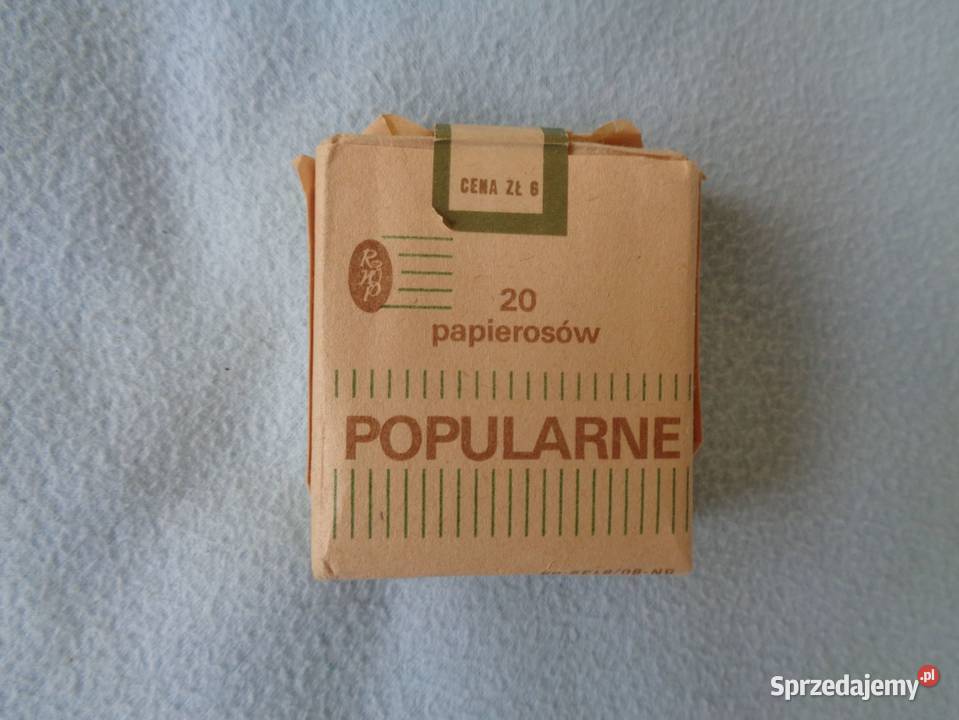 CENA ZŁ 6
20
papierosów
POPULARNE
Sprzedajemy.pl